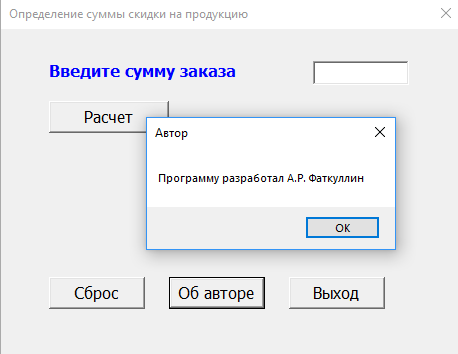 Определение суммы скидки на продукцию
Введите сумму заказа
Расчет
Автор
Программу разработал А.Р. Фаткуллин
ОК
Сброс
Об авторе
Выход